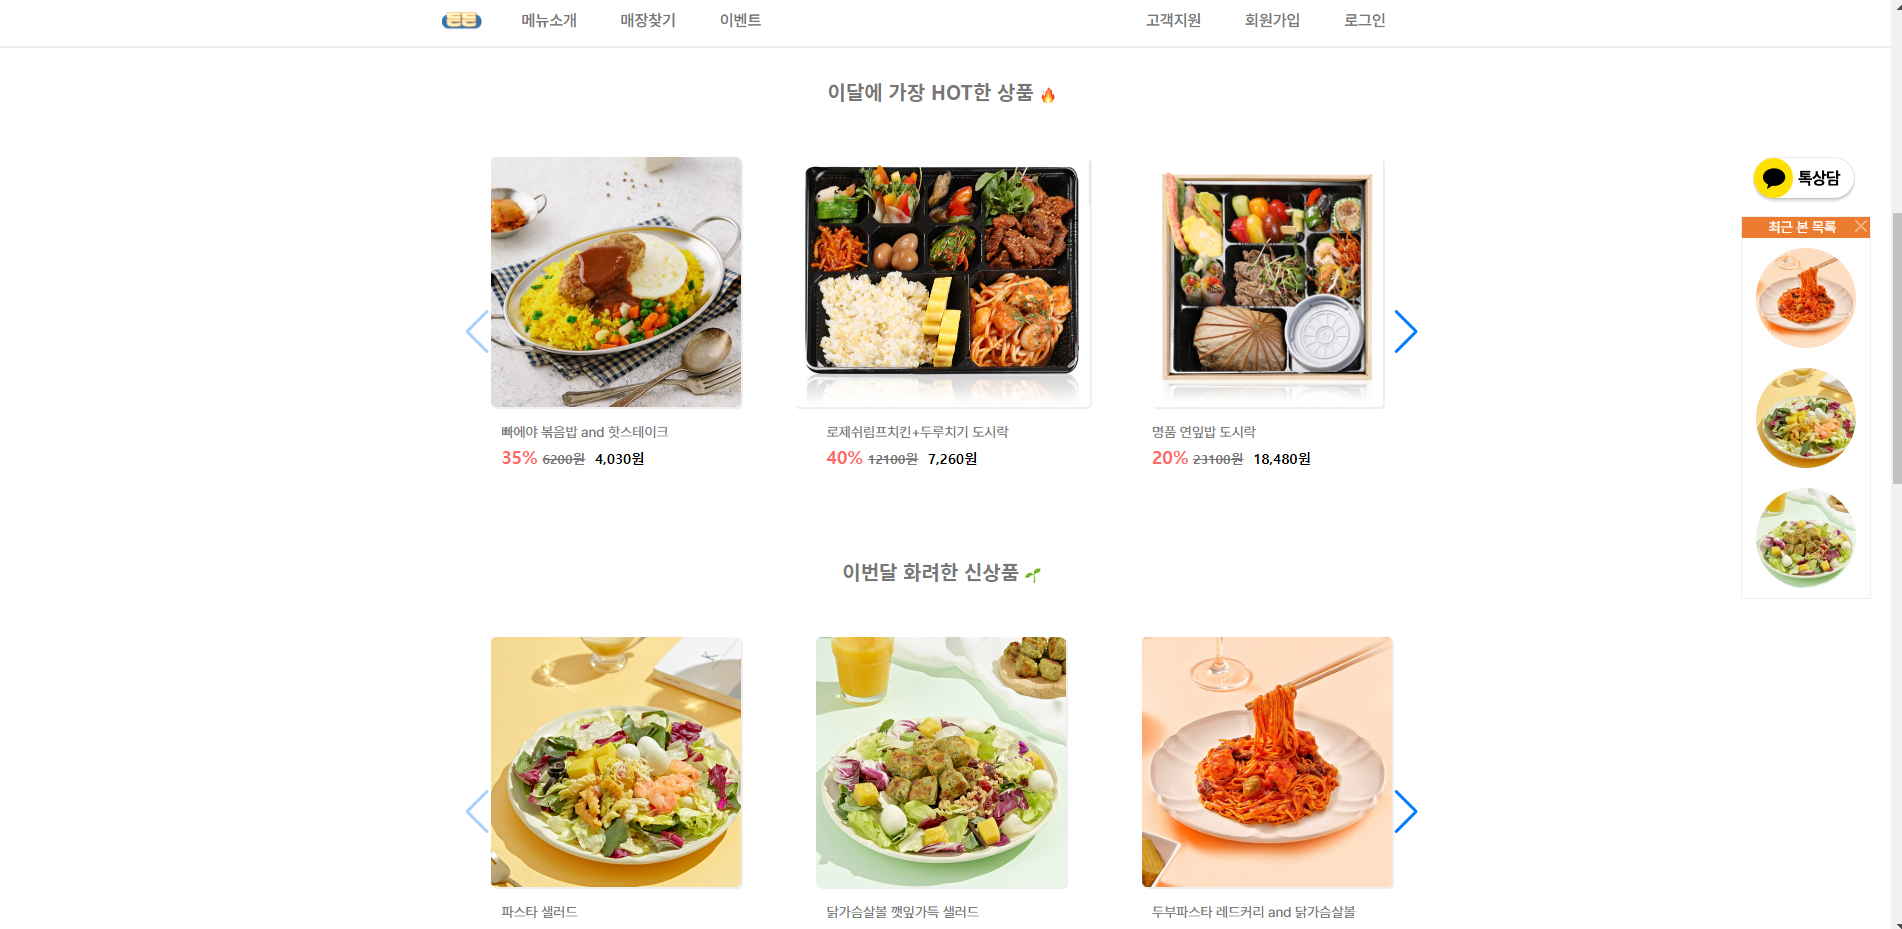 메뉴소개 매장찾기 이벤트 고객지원 회원가입 로그인
이달에 가장 HOT한 상품 🔥
톡상담
최근 본 목록
빠에야 볶음밥 and 핫스테이크
35% 6200원 4,030원
로제쉬림프치킨+두루치기 도시락
40% 12100원 7,260원
명품 연잎밥 도시락
20% 23100원 18,480원
이번달 화려한 신상품 🌱
파스타 샐러드
닭가슴살볼 깻잎가득 샐러드
두부파스타 레드커리 and 닭가슴살볼